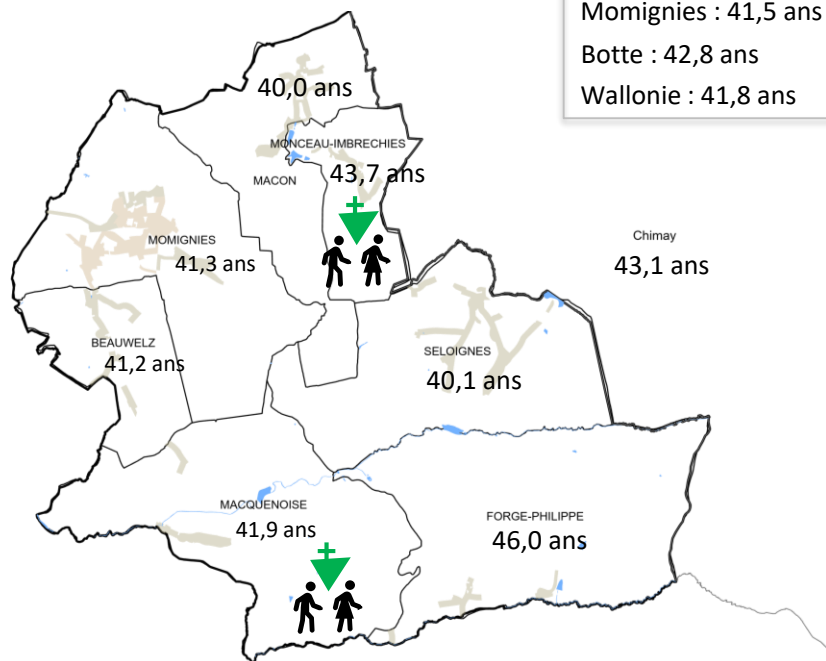 Momignies : 41,5 ans
Botte : 42,8 ans
Wallonie : 41,8 ans
40,0 ans
MONCEAU-IMBRECHIES
43,7 ans
MACON
MOMIGNIES
41,3 ans
Chimay
43,1 ans
BEAUWELZ
41,2 ans
SELOIGNES
40,1 ans
MACQUENOISE
41,9 ans
FORGE-PHILIPPE
46,0 ans